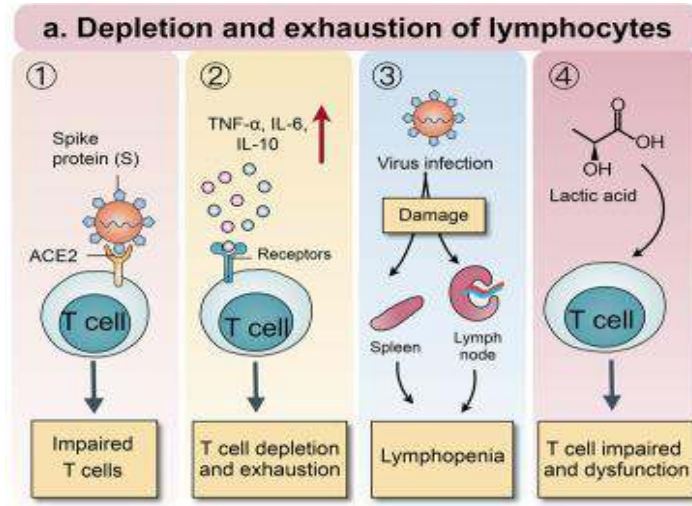 a. Depletion and exhaustion of lymphocytes
①
Spike
protein (S)
ACE2
T cell
Impaired
T cells
②
TNF-α, IL-6,
IL-10
Receptors
T cell
T cell depletion
and exhaustion
③
Virus infection
Damage
Spleen
Lymph
node
Lymphopenia
④
O
OH
OH
Lactic acid
T cell
T cell impaired
and dysfunction